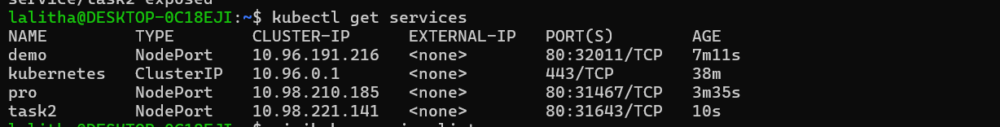 service/task2 exposed
lalitha@DESKTOP-0C18EJI:~$ kubectl get services
NAME TYPE CLUSTER-IP EXTERNAL-IP PORT(S) AGE
demo NodePort 10.96.191.216 <none> 80:32011/TCP 7m11s
kubernetes ClusterIP 10.96.0.1 <none> 443/TCP 38m
pro NodePort 10.98.210.185 <none> 80:31467/TCP 3m35s
task2 NodePort 10.98.221.141 <none> 80:31643/TCP 10s
lalitha@DESKTOP-0C18EJI:~$